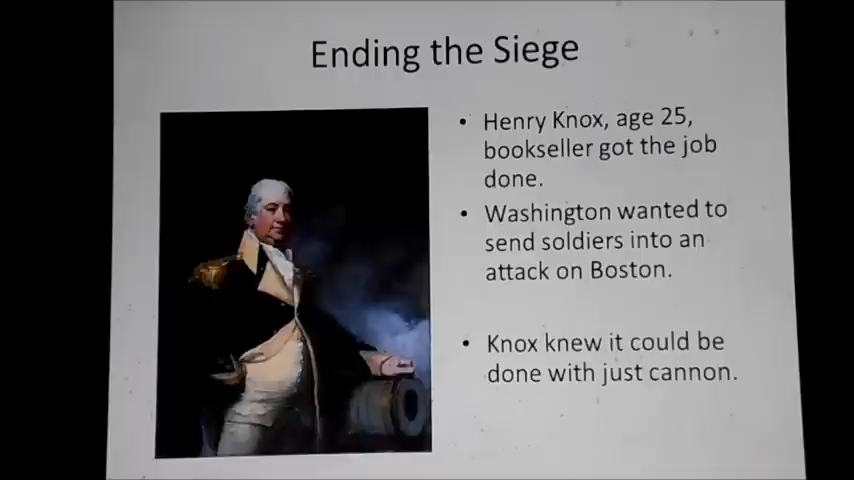 Ending the Siege
• Henry Knox, age 25,
bookseller got the job
done.
• Washington wanted to
send soldiers into an
attack on Boston.
• Knox knew it could be
done with just cannon.